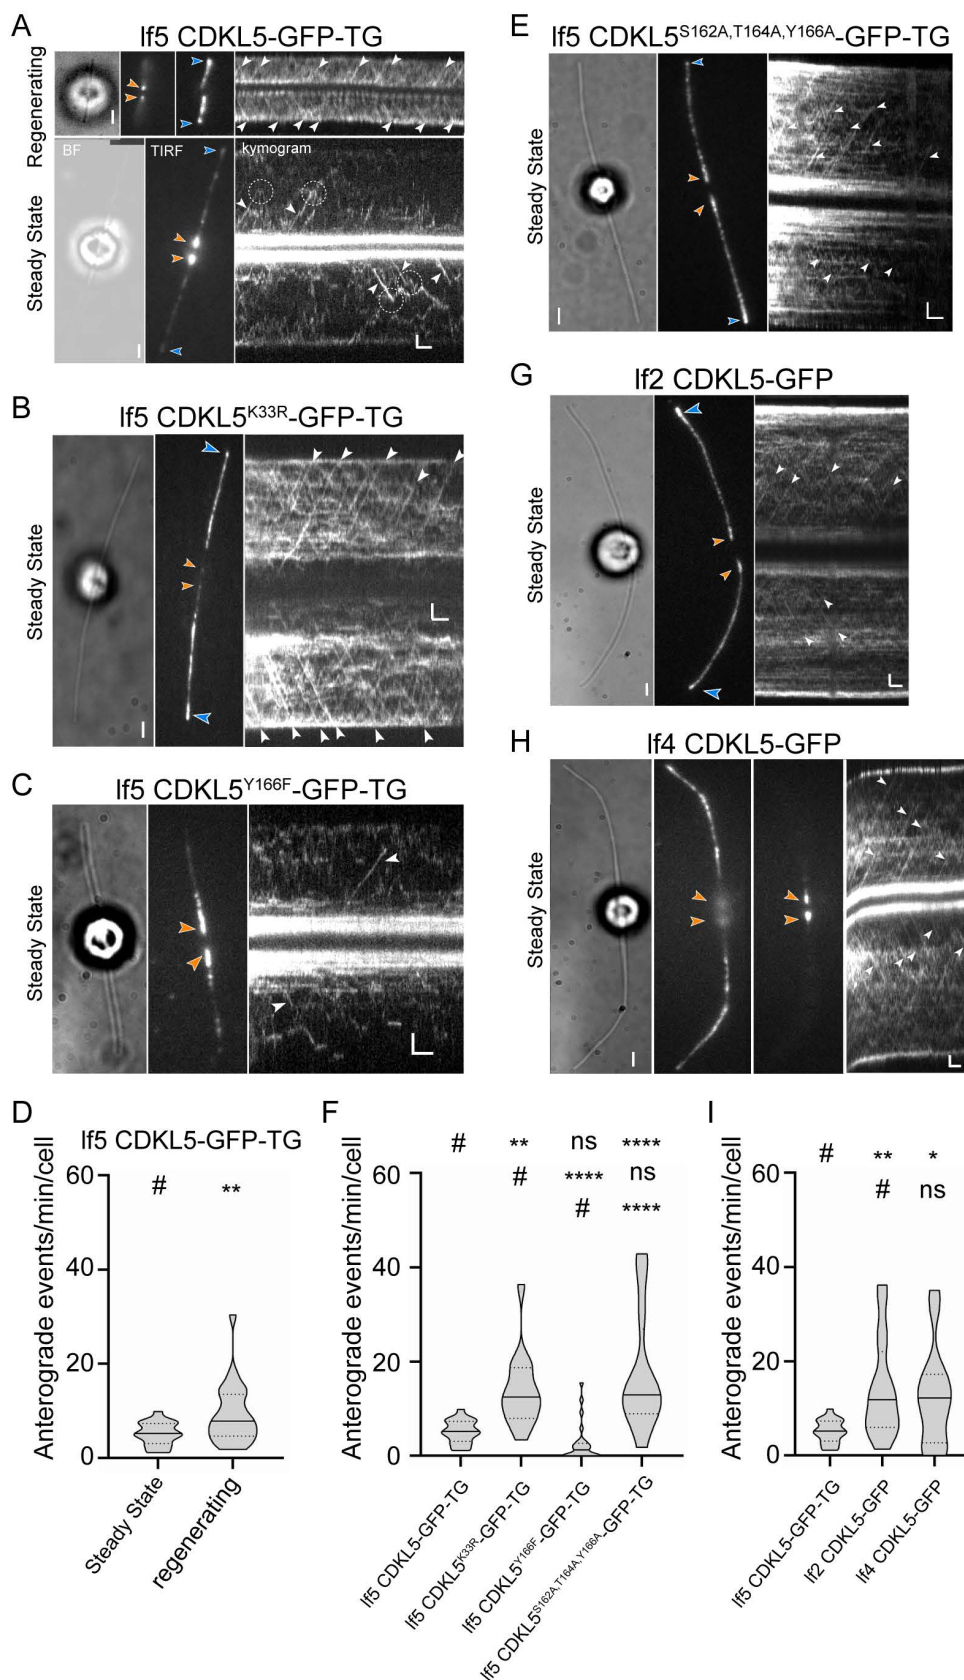 A
lf5 CDKL5-GFP-TG
Regenerating
Steady State
BF
TIRF
kymogram
B
lf5 CDKL5K33R-GFP-TG
Steady State
C
lf5 CDKL5Y166F-GFP-TG
Steady State
D
lf5 CDKL5-GFP-TG
Anterograde events/min/cell
60
40
20
0
# **
Steady State
regenerating
E
lf5 CDKL5S162A,T164A,Y166A-GFP-TG
Steady State
G
lf2 CDKL5-GFP
Steady State
H
lf4 CDKL5-GFP
Steady State
F
Anterograde events/min/cell
60
40
20
0
# ** ns ****
# **** ns
# ****
lf5 CDKL5-GFP-TG
lf5 CDKL5K33R-GFP-TG
lf5 CDKL5Y166F-GFP-TG
lf5 CDKL5S162A,T164A,Y166A-GFP-TG
I
Anterograde events/min/cell
60
40
20
0
# ** *
# ns
lf5 CDKL5-GFP-TG
lf2 CDKL5-GFP
lf4 CDKL5-GFP